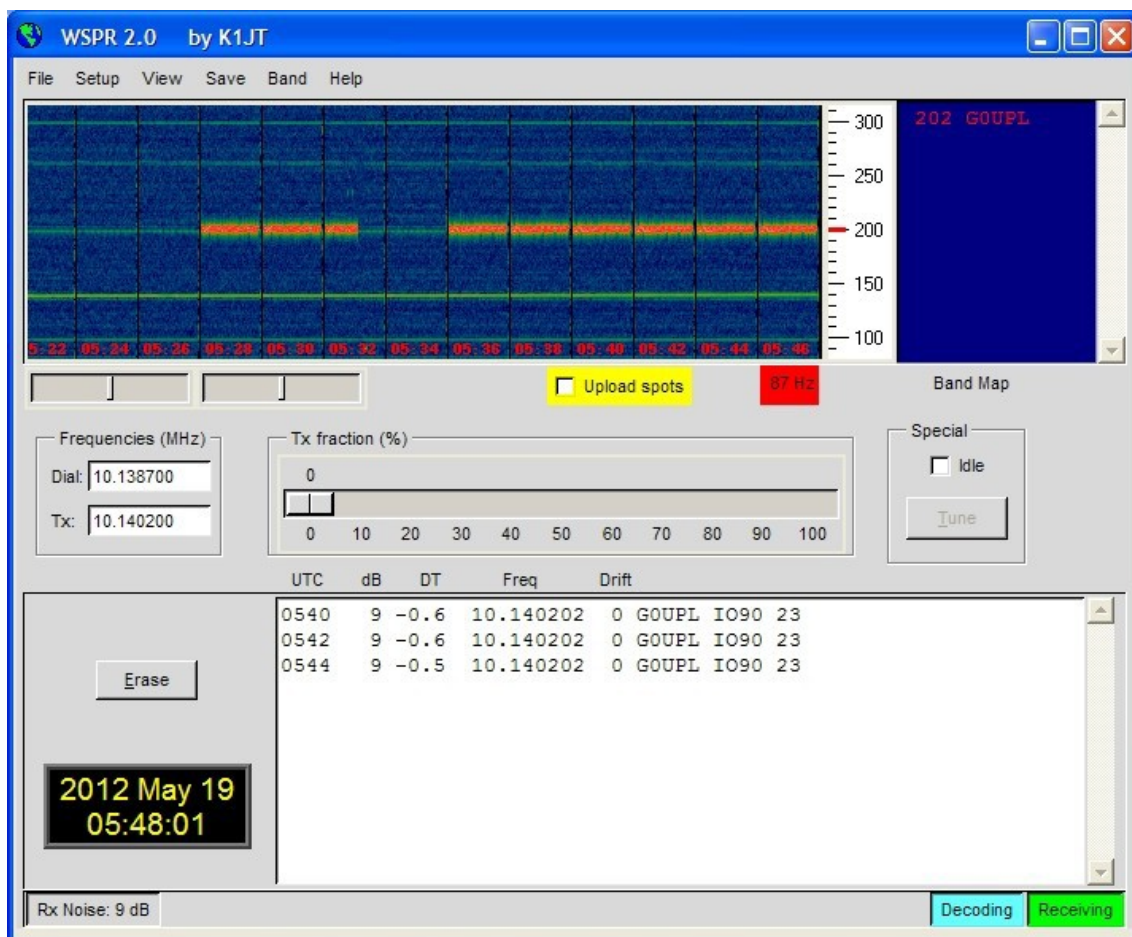 WSPR 2.0 by K1JT
File Setup View Save Band Help
300
250
200
150
100
5:22 05:24 05:26 05:28 05:30 05:32 05:34 05:36 05:38 05:40 05:42 05:44 05:46
202 G0UPL
Upload spots
87 Hz
Band Map
Frequencies (MHz)
Dial: 10.138700
Tx: 10.140200
Tx fraction (%)
0
0 10 20 30 40 50 60 70 80 90 100
Special
Idle
Tune
UTC dB DT Freq Drift
0540 9 -0.6 10.140202 0 G0UPL IO90 23
0542 9 -0.6 10.140202 0 G0UPL IO90 23
0544 9 -0.5 10.140202 0 G0UPL IO90 23
Erase
2012 May 19
05:48:01
Rx Noise: 9 dB
Decoding
Receiving